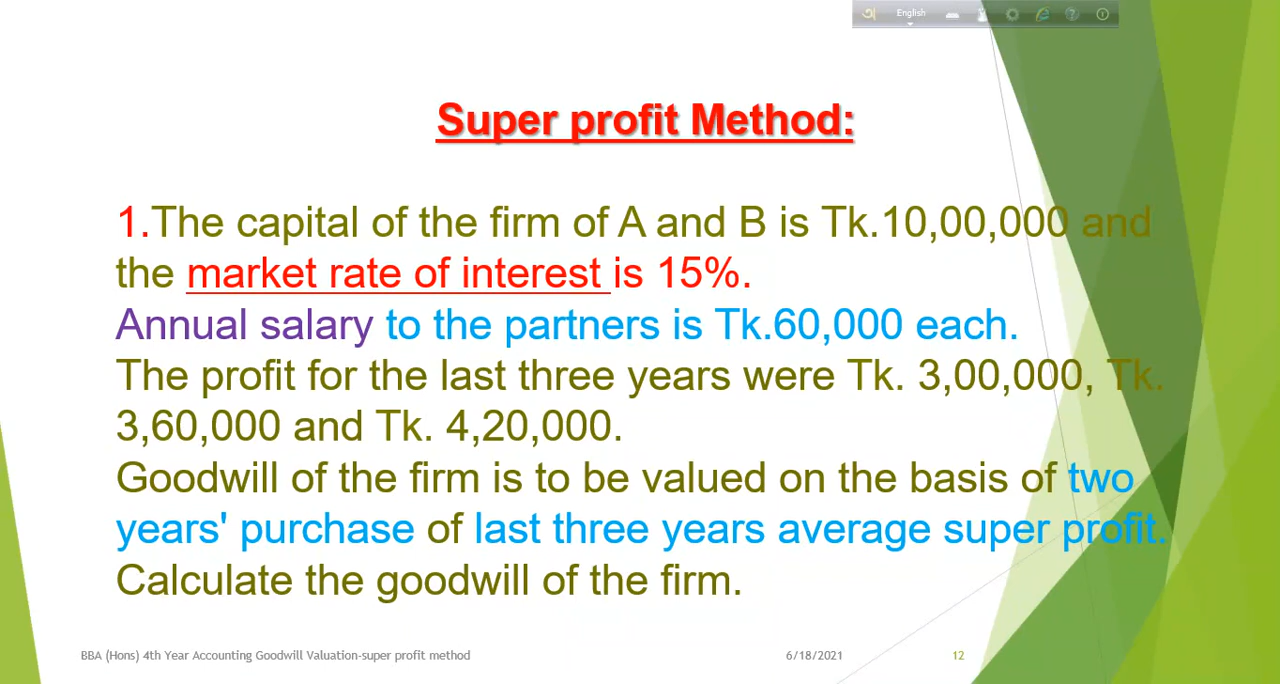 অ English
Super profit Method:
1.The capital of the firm of A and B is Tk.10,00,000 and
the market rate of interest is 15%.
Annual salary to the partners is Tk.60,000 each.
The profit for the last three years were Tk. 3,00,000, Tk.
3,60,000 and Tk. 4,20,000.
Goodwill of the firm is to be valued on the basis of two
years' purchase of last three years average super profit.
Calculate the goodwill of the firm.
BBA (Hons) 4th Year Accounting Goodwill Valuation-super profit method 6/18/2021 12